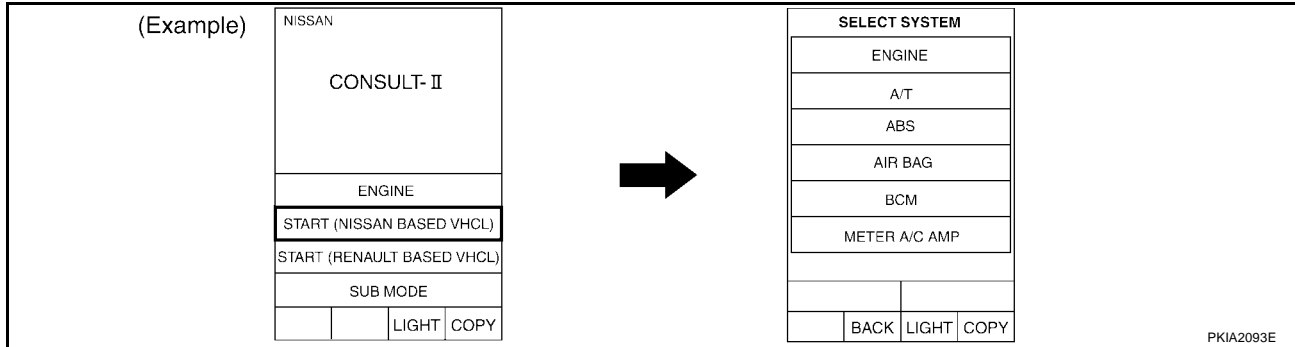 (Example)
NISSAN
CONSULT-Ⅱ
ENGINE
START (NISSAN BASED VHCL)
START (RENAULT BASED VHCL)
SUB MODE
LIGHT COPY
SELECT SYSTEM
ENGINE
A/T
ABS
AIR BAG
BCM
METER A/C AMP
BACK LIGHT COPY
PKIA2093E